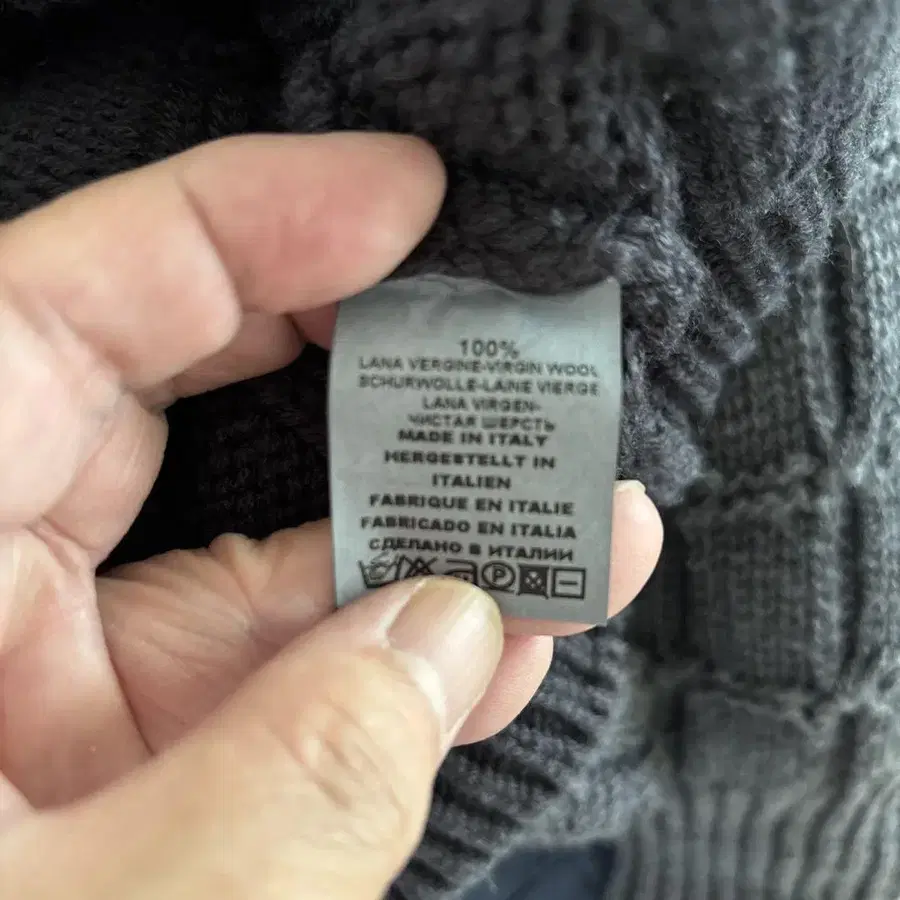 100%
LANA VERGINE-VIRGIN WOOL
SCHURWOLLE-LAINE VIERGE
LANA VIRGEN-
ЧИСТАЯ ШЕРСТЬ
MADE IN ITALY
HERGESTELLT IN
ITALIEN
FABRIQUE EN ITALIE
FABRICADO EN ITALIA
СДЕЛАНО В ИТАЛИИ
P